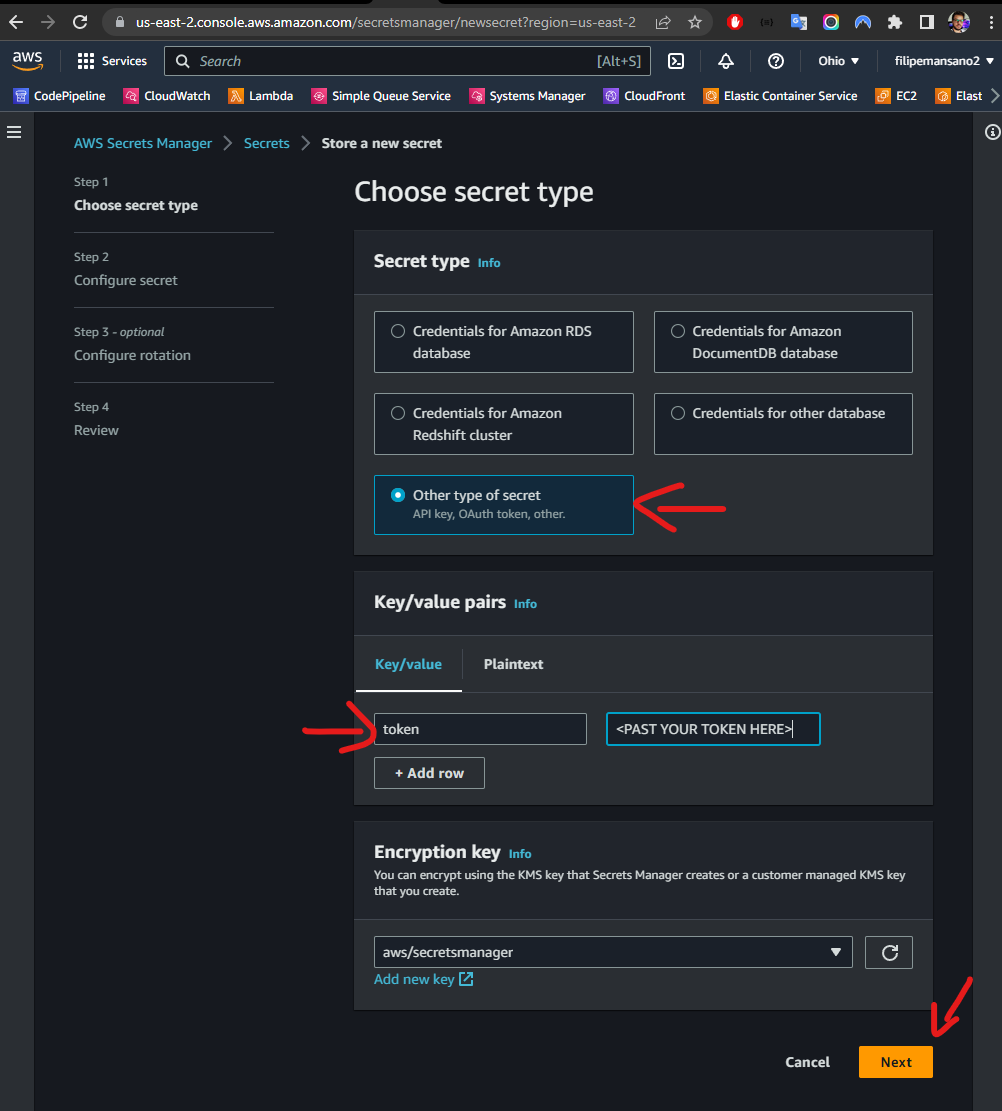 us-east-2.console.aws.amazon.com/secretsmanager/newsecret?region=us-east-2
aws
Services
Search
[Alt+S]
Ohio
filipemansano2
CodePipeline
CloudWatch
Lambda
Simple Queue Service
Systems Manager
CloudFront
Elastic Container Service
EC2
Elast
AWS Secrets Manager
Secrets
Store a new secret
Step 1
Choose secret type
Step 2
Configure secret
Step 3 - optional
Configure rotation
Step 4
Review
Choose secret type
Secret type Info
Credentials for Amazon RDS
database
Credentials for Amazon
DocumentDB database
Credentials for Amazon
Redshift cluster
Credentials for other database
Other type of secret
API key, OAuth token, other.
Key/value pairs Info
Key/value
Plaintext
token
<PAST YOUR TOKEN HERE>
+ Add row
Encryption key Info
You can encrypt using the KMS key that Secrets Manager creates or a customer managed KMS key
that you create.
aws/secretsmanager
Add new key
Cancel
Next